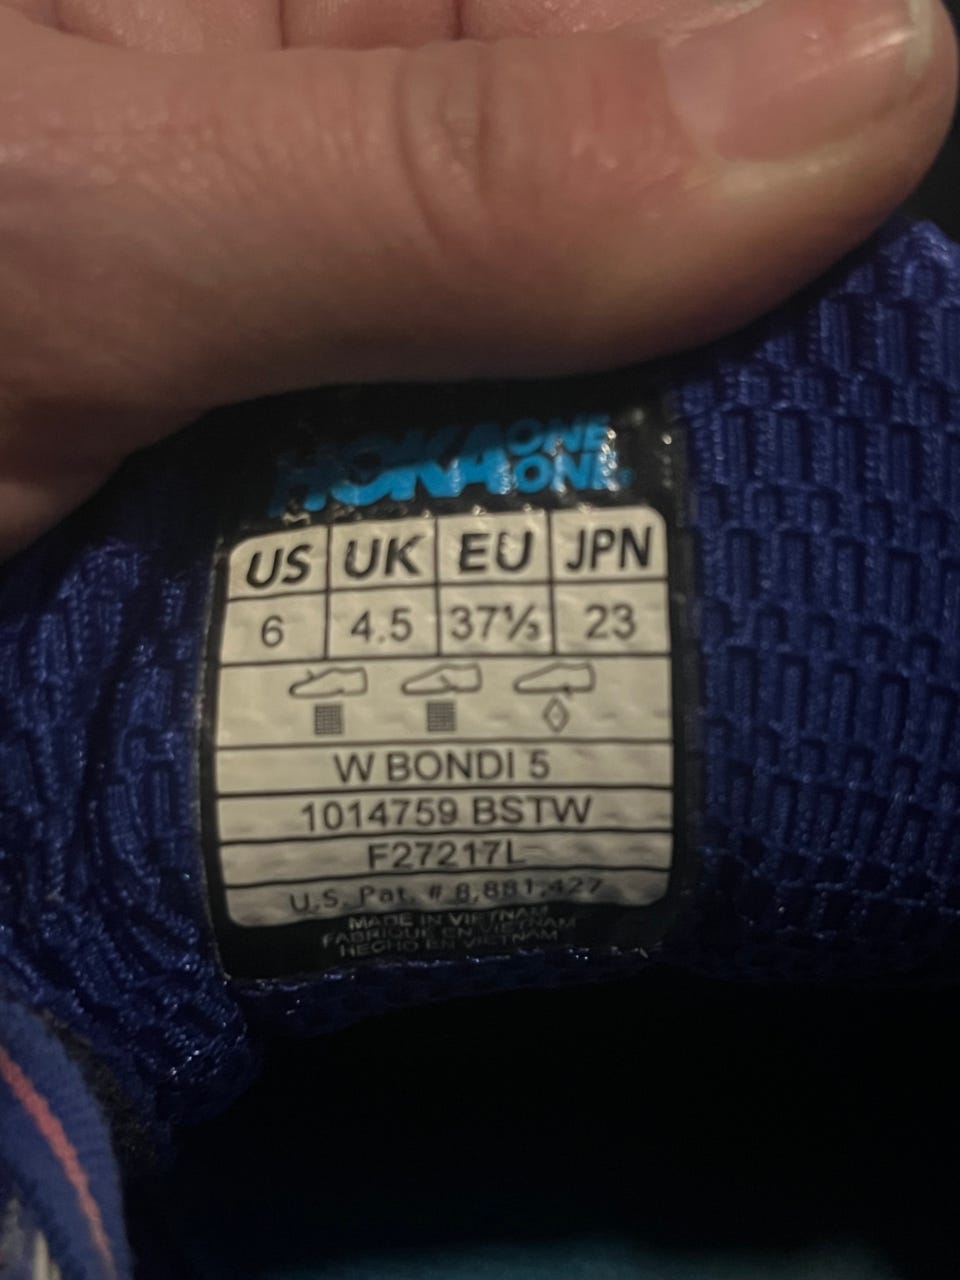 HOKA ONE ONE
US UK EU JPN
6 4.5 37⅓ 23
W BONDI 5
1014759 BSTW
F27217L
U.S. Pat. # 8,881,427
MADE IN VIETNAM
FABRIQUE EN VIETNAM
HECHO EN VIETNAM